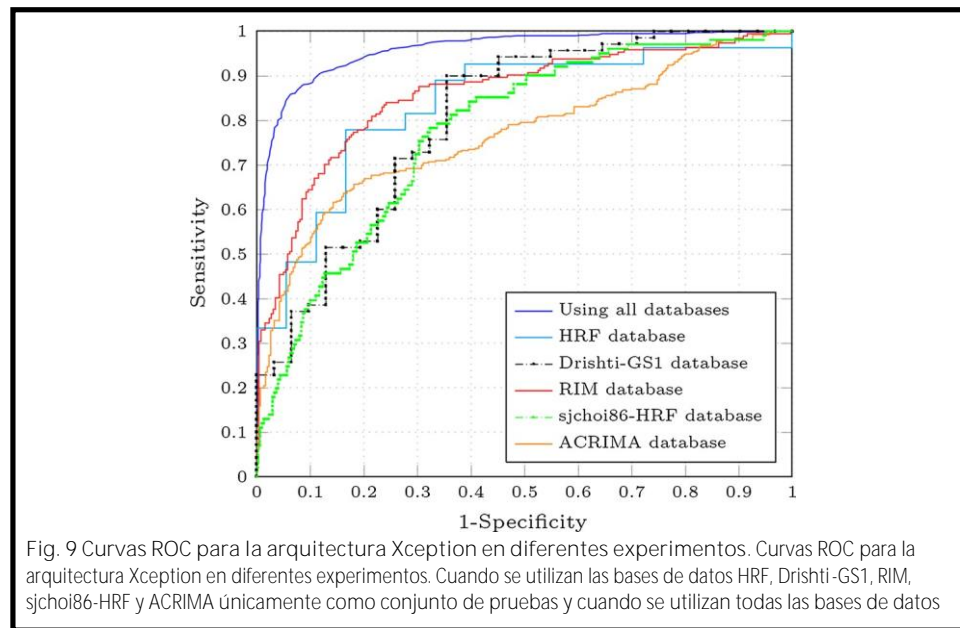 1
0.9
0.8
0.7
0.6
0.5
0.4
0.3
0.2
0.1
0
Sensitivity
Using all databases
HRF database
Drishti-GS1 database
RIM database
sjchoi86-HRF database
ACRIMA database
0 0.1 0.2 0.3 0.4 0.5 0.6 0.7 0.8 0.9 1
1-Specificity
Fig. 9 Curvas ROC para la arquitectura Xception en diferentes experimentos. Curvas ROC para la
arquitectura Xception en diferentes experimentos. Cuando se utilizan las bases de datos HRF, Drishti-GS1, RIM,
sjchoi86-HRF y ACRIMA únicamente como conjunto de pruebas y cuando se utilizan todas las bases de datos